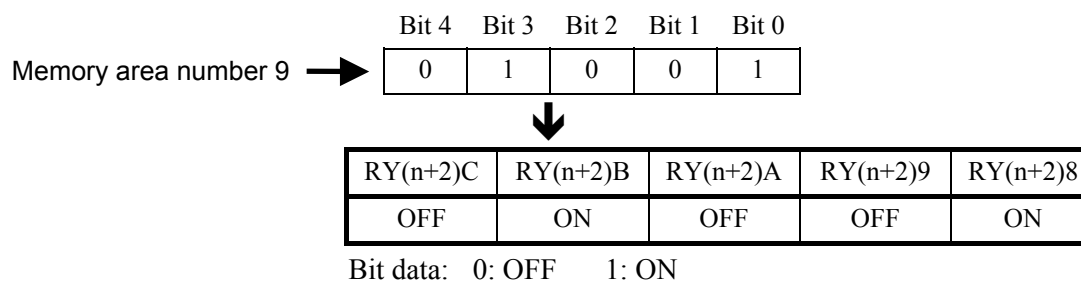 Bit 4 Bit 3 Bit 2 Bit 1 Bit 0
Memory area number 9 0 1 0 0 1
RY(n+2)C RY(n+2)B RY(n+2)A RY(n+2)9 RY(n+2)8
OFF ON OFF OFF ON
Bit data: 0: OFF 1: ON